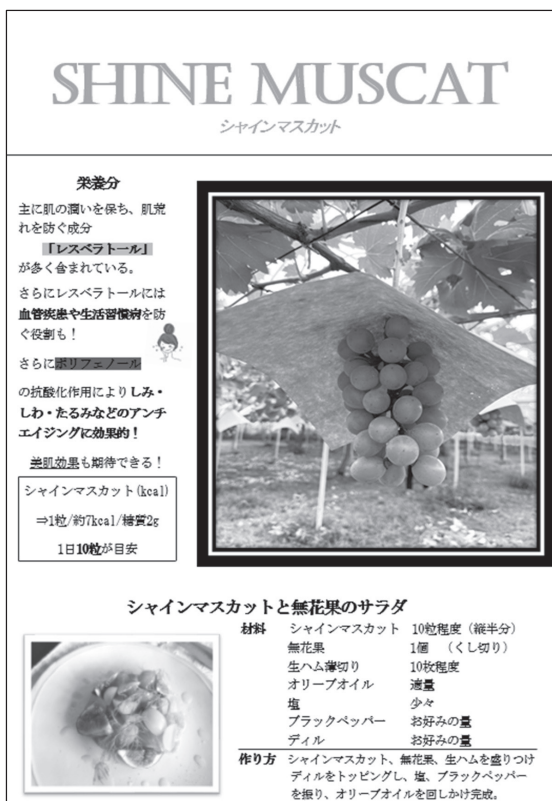 SHINE MUSCAT
シャインマスカット
栄養分
主に肌の潤いを保ち、肌荒
れを防ぐ成分
「レスベラトール」
が多く含まれている。
さらにレスベラトールには
血管疾患や生活習慣病を防
ぐ役割も！
さらにポリフェノール
の抗酸化作用によりしみ・
しわ・たるみなどのアンチ
エイジングに効果的！
美肌効果も期待できる！
シャインマスカット(kcal)
⇒1粒/約7kcal/糖質2g
1日10粒が目安
シャインマスカットと無花果のサラダ
材料 シャインマスカット 10粒程度（縦半分）
無花果 1個 （くし切り）
生ハム薄切り 10枚程度
オリーブオイル 適量
塩 少々
ブラックペッパー お好みの量
ディル お好みの量
作り方 シャインマスカット、無花果、生ハムを盛りつけ
ディルをトッピングし、塩、ブラックペッパー
を振り、オリーブオイルを回しかけ完成。